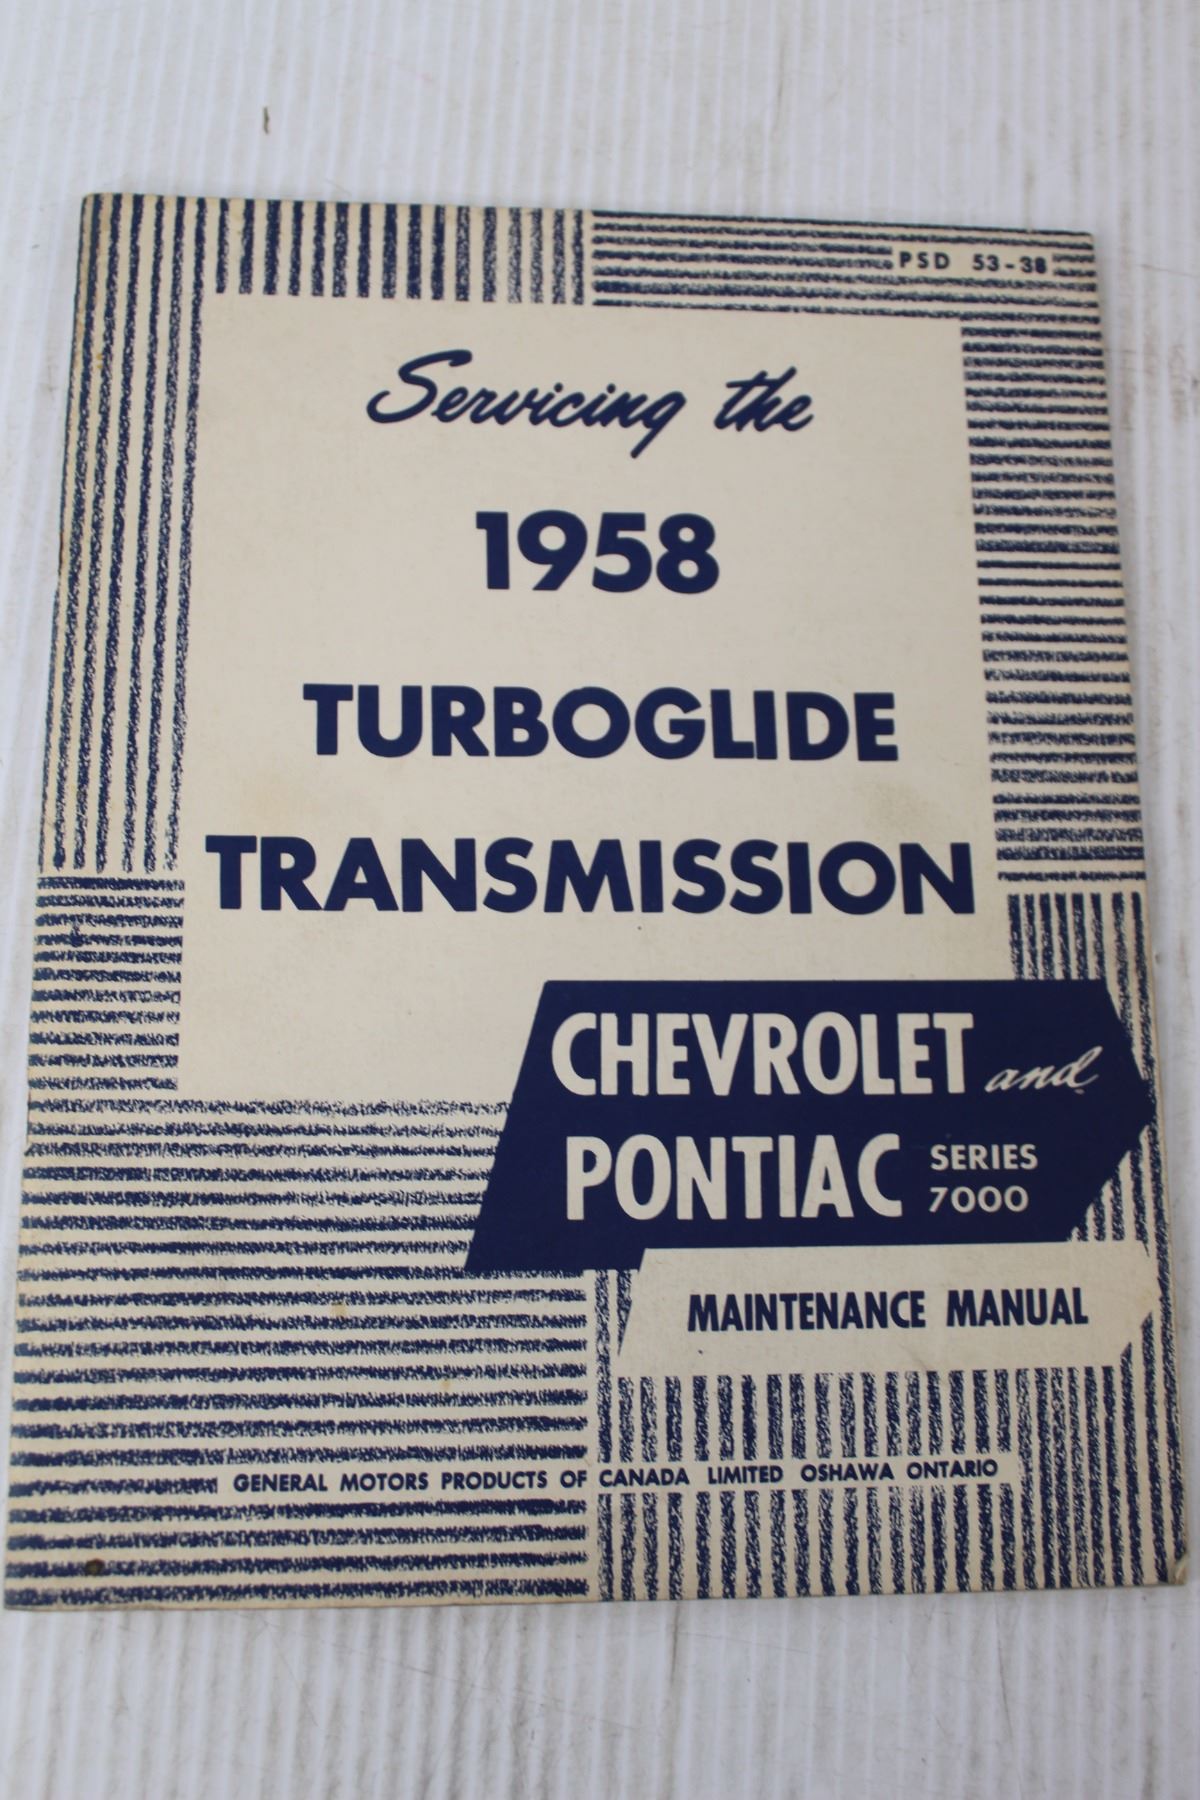 PSD 53-38
Servicing the
1958
TURBOGLIDE
TRANSMISSION
CHEVROLET and
PONTIAC SERIES 7000
MAINTENANCE MANUAL
GENERAL MOTORS PRODUCTS OF CANADA LIMITED OSHAWA ONTARIO